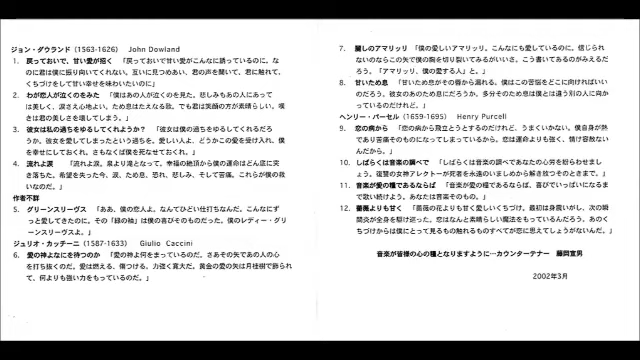 ジョン・ダウランド（1563-1626） John Dowland
1. 戻っておいで、甘い愛が招く 「戻っておいで甘い愛がこんなに誘っているのに。な
のに君は僕に振り向いてくれない。互いに見つめあい、君の声を聞いて、君に触れて、
くちづけをして甘い幸せを味わいたいのに」
2. わが恋人が泣くのをみた 「僕はあの人が泣くのを見た。悲しみもあの人にあって
は美しく、涙さえ心地よい。ため息はたえなる歌。でも君は笑顔の方が素晴らしい。嘆
きは君の美しさを壊してしまう。」
3. 彼女は私の過ちをゆるしてくれようか？ 「彼女は僕の過ちをゆるしてくれるだろ
うか。彼女を愛してしまったという過ちを。愛しい人よ、どうかこの愛を受け入れ、僕
を幸せにしておくれ。さもなくば僕を死なせておくれ。」
4. 流れよ涙 「流れよ涙。泉より滝となって。幸福の絶頂から僕の運命はどん底に突
き落ちた。希望を失った今、涙、ため息、恐れ、悲しみ、そして苦痛。これらが僕の救
いなのだ。」
作者不詳
5. グリーンスリーヴス 「ああ、僕の恋人よ。なんてひどい仕打ちなんだ。こんなにず
っと愛してきたのに。その「緑の袖」は僕の喜びそのものだった。僕のレディー・グリ
ーンスリーヴスよ。」
ジュリオ・カッチーニ（1587-1633） Giulio Caccini
6. 愛の神よなにを待つのか 「愛の神よ何をまっているのだ。さあその矢であの人の心
を打ち抜くのだ。愛は燃える、傷つける。力強く寛大だ。黄金の愛の矢は月桂樹で飾られ
て、何よりも強い力をもっているのだ。」
7. 麗しのアマリッリ 「僕の愛しいアマリッリ。こんなにも愛しているのに。信じられ
ないのならこの矢で僕の胸を切り裂いてみるがいいさ。こう書いてあるのがみえるだ
ろう。「アマリッリ、僕の愛する人」と。」
8. 甘いため息 「甘いため息がその唇から漏れる。僕はこの苦悩をどこに向ければいい
のだろう。彼女のあのため息にだろうか。多分そのため息は僕とは違う別の人に向か
っているのだけれど。」
ヘンリー・パーセル（1659-1695） Henry Purcell
9. 恋の病から 「恋の病から飛立とうとするのだけれど、うまくいかない。僕自身が熱
であり苦痛そのものになってしまっているから。恋は運命よりも強く、情け容赦ない
んだから。」
10. しばらくは音楽の調べで 「しばらくは音楽の調べであなたの心労を紛らわせまし
ょう。復讐の女神アレクトーが死者を永遠のいましめから解き放つそのときまで。」
11. 音楽が愛の糧であるならば 「音楽が愛の糧であるならば、喜びでいっぱいになるま
で歌い続けよう。あなたは音楽そのもの。」
12. 薔薇よりも甘く 「薔薇の花よりも甘く愛しいくちづけ。最初は身震いがし、次の瞬
間炎が全身を駆け巡った。恋はなんと素晴らしい魔法をもっているんだろう。あのく
ちづけからは僕にとって見るもの触れるものすべてが恋に思えてしょうがないんだ。」
音楽が皆様の心の糧となりますように…カウンターテナー 藤岡宣男
2002年3月